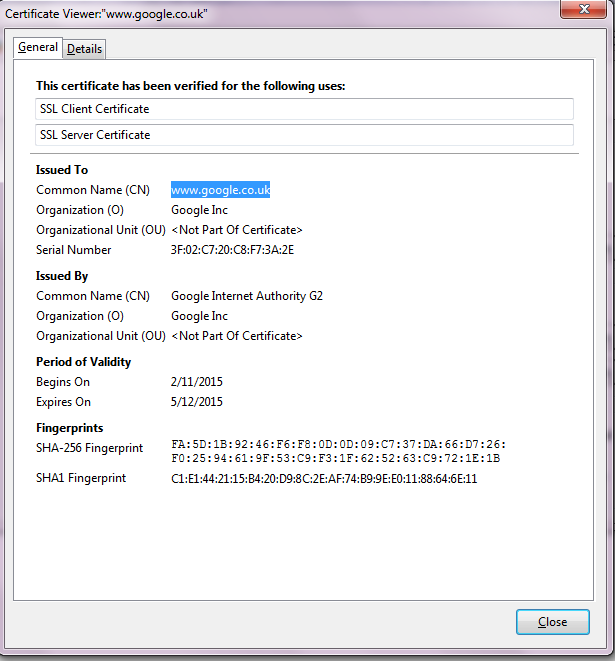 Certificate Viewer:"www.google.co.uk"
General Details
This certificate has been verified for the following uses:
SSL Client Certificate
SSL Server Certificate
Issued To
Common Name (CN) www.google.co.uk
Organization (O) Google Inc
Organizational Unit (OU) <Not Part Of Certificate>
Serial Number 3F:02:C7:20:C8:F7:3A:2E
Issued By
Common Name (CN) Google Internet Authority G2
Organization (O) Google Inc
Organizational Unit (OU) <Not Part Of Certificate>
Period of Validity
Begins On 2/11/2015
Expires On 5/12/2015
Fingerprints
SHA-256 Fingerprint FA:5D:1B:92:46:F6:F8:0D:0D:09:C7:37:DA:66:D7:26:
F0:25:94:61:9F:53:C9:F3:1F:62:52:63:C9:72:1E:1B
SHA1 Fingerprint C1:E1:44:21:15:B4:20:D9:8C:2E:AF:74:B9:9E:E0:11:88:64:6E:11
Close